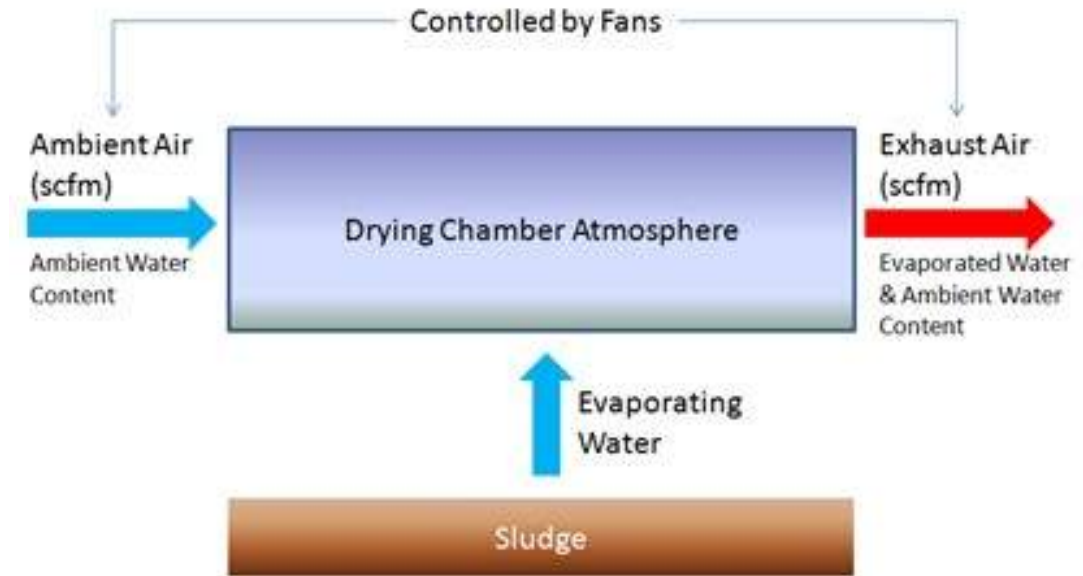 Controlled by Fans
Ambient Air
(scfm)
Ambient Water
Content
Drying Chamber Atmosphere
Exhaust Air
(scfm)
Evaporated Water
& Ambient Water
Content
Evaporating
Water
Sludge